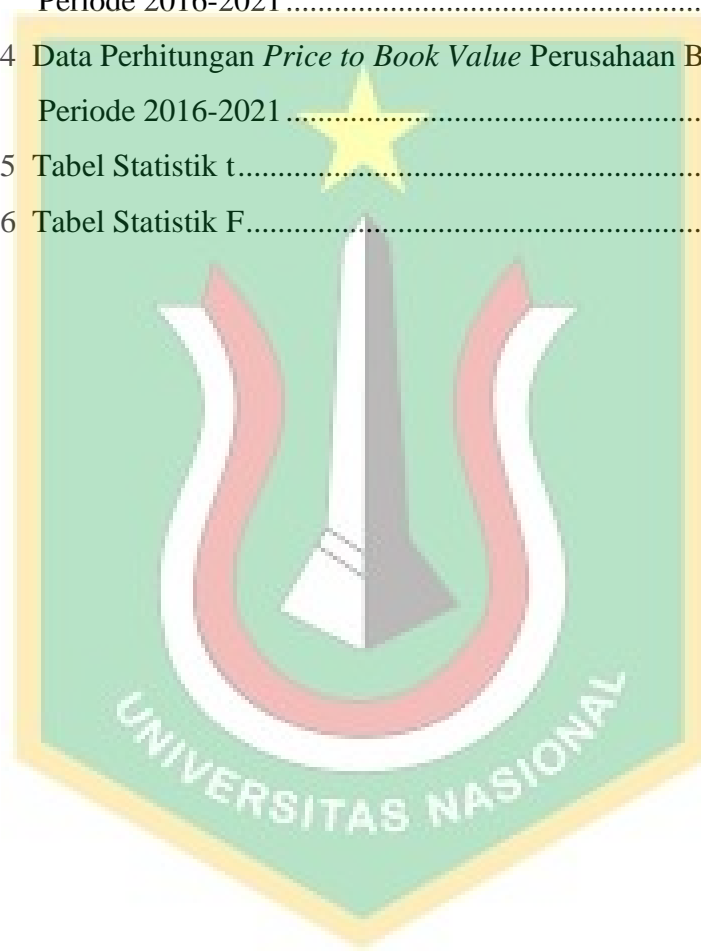 Periode 2016-2021................................................
4 Data Perhitungan Price to Book Value Perusahaan
Periode 2016-2021................................................
5 Tabel Statistik t......................................................
6 Tabel Statistik F.....................................................
UNIVERSITAS NASIONAL